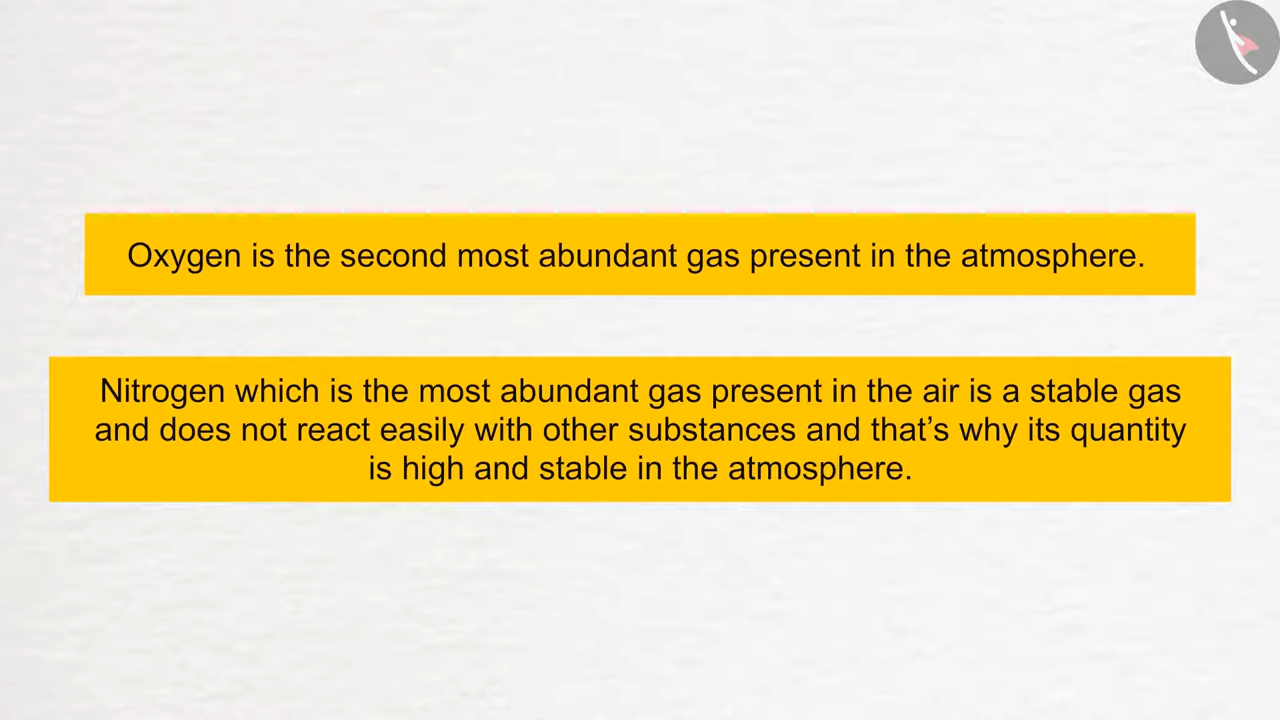 Oxygen is the second most abundant gas present in the atmosphere.
Nitrogen which is the most abundant gas present in the air is a stable gas
and does not react easily with other substances and that’s why its quantity
is high and stable in the atmosphere.